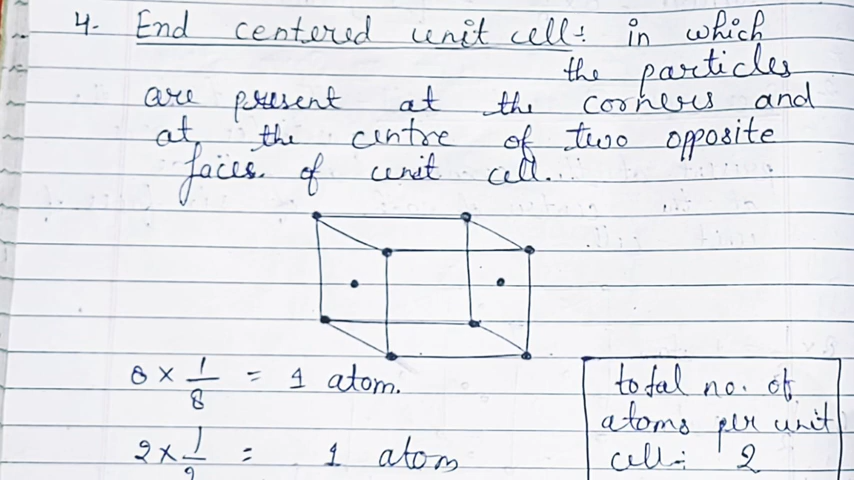 4. End centered unit cell: in which
the particles
are present at the corners and
at the centre of two opposite
faces. of unit cell...
8 × 1/8 = 1 atom.
2 × 1/2 = 1 atom
total no. of
atoms per unit
cell:- 2